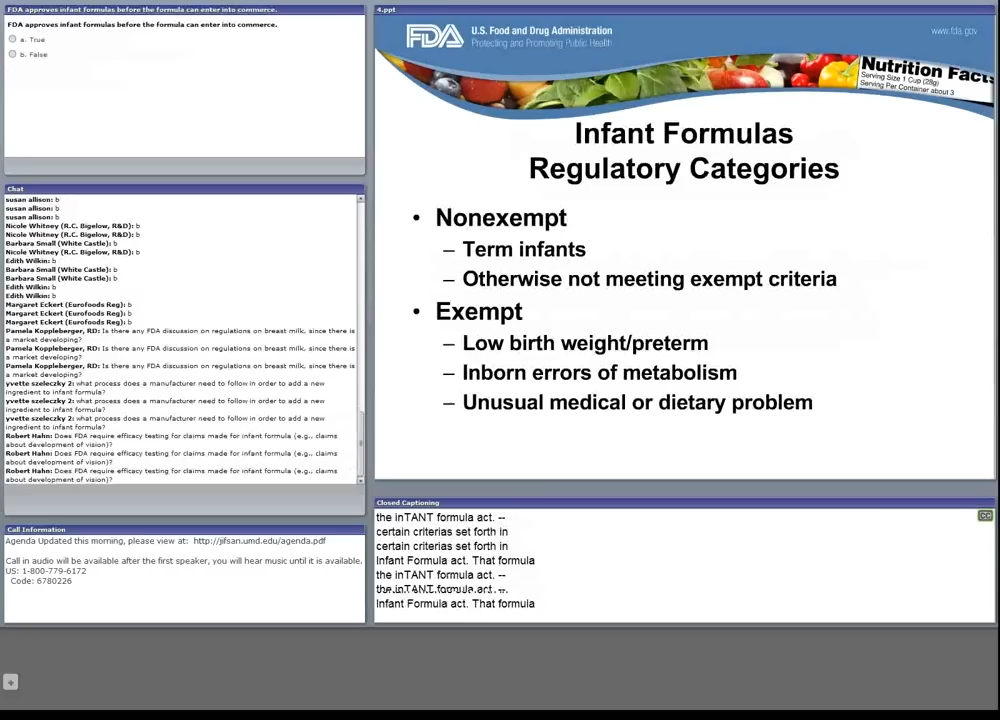 FDA approves infant formulas before the formula can enter into commerce.
FDA approves infant formulas before the formula can enter into commerce.
a. True
b. False
Chat
susan allison: b
susan allison: b
susan allison: b
Nicole Whitney (R.C. Bigelow, R&D): b
Nicole Whitney (R.C. Bigelow, R&D): b
Barbara Small (White Castle): b
Nicole Whitney (R.C. Bigelow, R&D): b
Edith Wilkin: b
Barbara Small (White Castle): b
Barbara Small (White Castle): b
Edith Wilkin: b
Edith Wilkin: b
Margaret Eckert (Eurofoods Reg): b
Margaret Eckert (Eurofoods Reg): b
Margaret Eckert (Eurofoods Reg): b
Pamela Koppleberger, RD: Is there any FDA discussion on regulations on breast milk, since there is
a market developing?
Pamela Koppleberger, RD: Is there any FDA discussion on regulations on breast milk, since there is
a market developing?
Pamela Koppleberger, RD: Is there any FDA discussion on regulations on breast milk, since there is
a market developing?
yvette szeleczky 2: what process does a manufacturer need to follow in order to add a new
ingredient to infant formula?
yvette szeleczky 2: what process does a manufacturer need to follow in order to add a new
ingredient to infant formula?
yvette szeleczky 2: what process does a manufacturer need to follow in order to add a new
ingredient to infant formula?
Robert Hahn: Does FDA require efficacy testing for claims made for infant formula (e.g., claims
about development of vision)?
Robert Hahn: Does FDA require efficacy testing for claims made for infant formula (e.g., claims
about development of vision)?
Robert Hahn: Does FDA require efficacy testing for claims made for infant formula (e.g., claims
about development of vision)?
Call Information
Agenda Updated this morning, please view at: http://jifsan.umd.edu/agenda.pdf
Call in audio will be available after the first speaker, you will hear music until it is available.
US: 1-800-779-6172
Code: 6780226
4.ppt
FDA U.S. Food and Drug Administration
Protecting and Promoting Public Health
www.fda.gov
Nutrition Facts
Serving Size 1 Cup (28g)
Serving Per Container about 3
Infant Formulas
Regulatory Categories
• Nonexempt
– Term infants
– Otherwise not meeting exempt criteria
• Exempt
– Low birth weight/preterm
– Inborn errors of metabolism
– Unusual medical or dietary problem
Closed Captioning
CC
the inTANT formula act. --
certain criterias set forth in
certain criterias set forth in
Infant Formula act. That formula
the inTANT formula act. --
the inTANT formula act. --
Infant Formula act. That formula